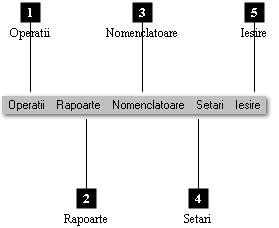 1 3 5
Operatii Nomenclatoare Iesire
Operatii Rapoarte Nomenclatoare Setari Iesire
2 4
Rapoarte Setari